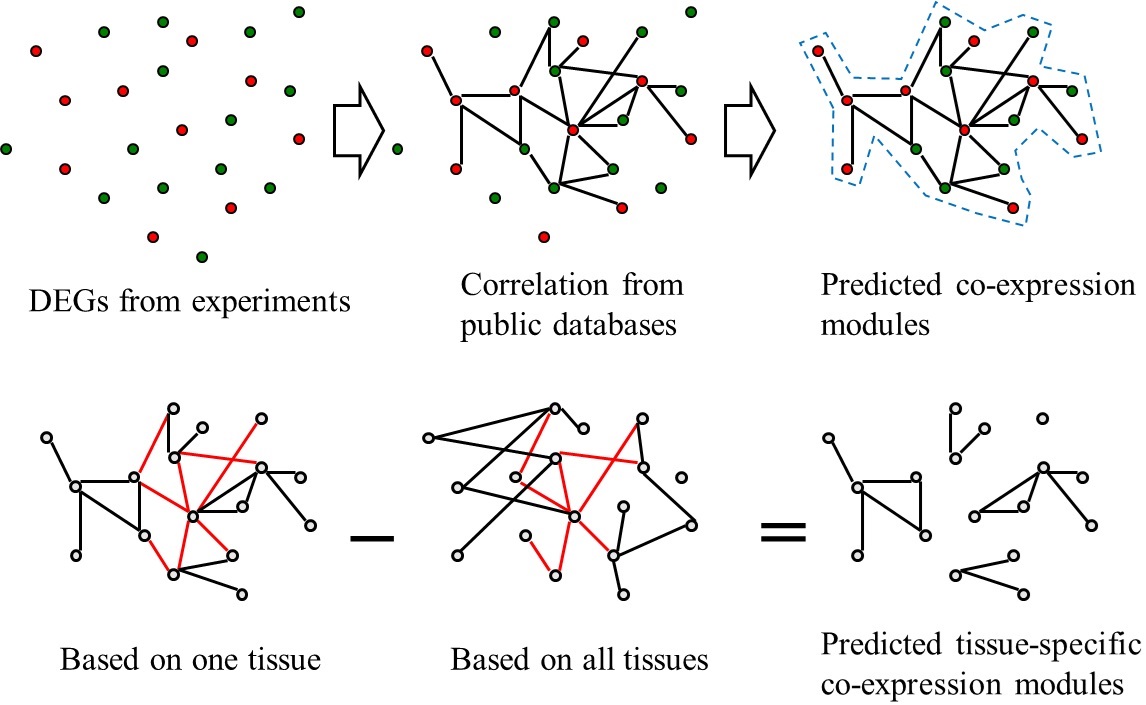 DEGs from experiments
Correlation from
public databases
Predicted co-expression
modules
Based on one tissue
Based on all tissues
Predicted tissue-specific
co-expression modules